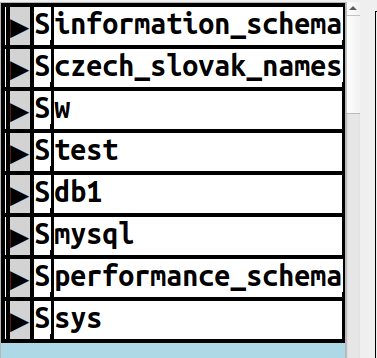 ▶ S information_schema
▶ S czech_slovak_names
▶ S w
▶ S test
▶ S db1
▶ S mysql
▶ S performance_schema
▶ S sys